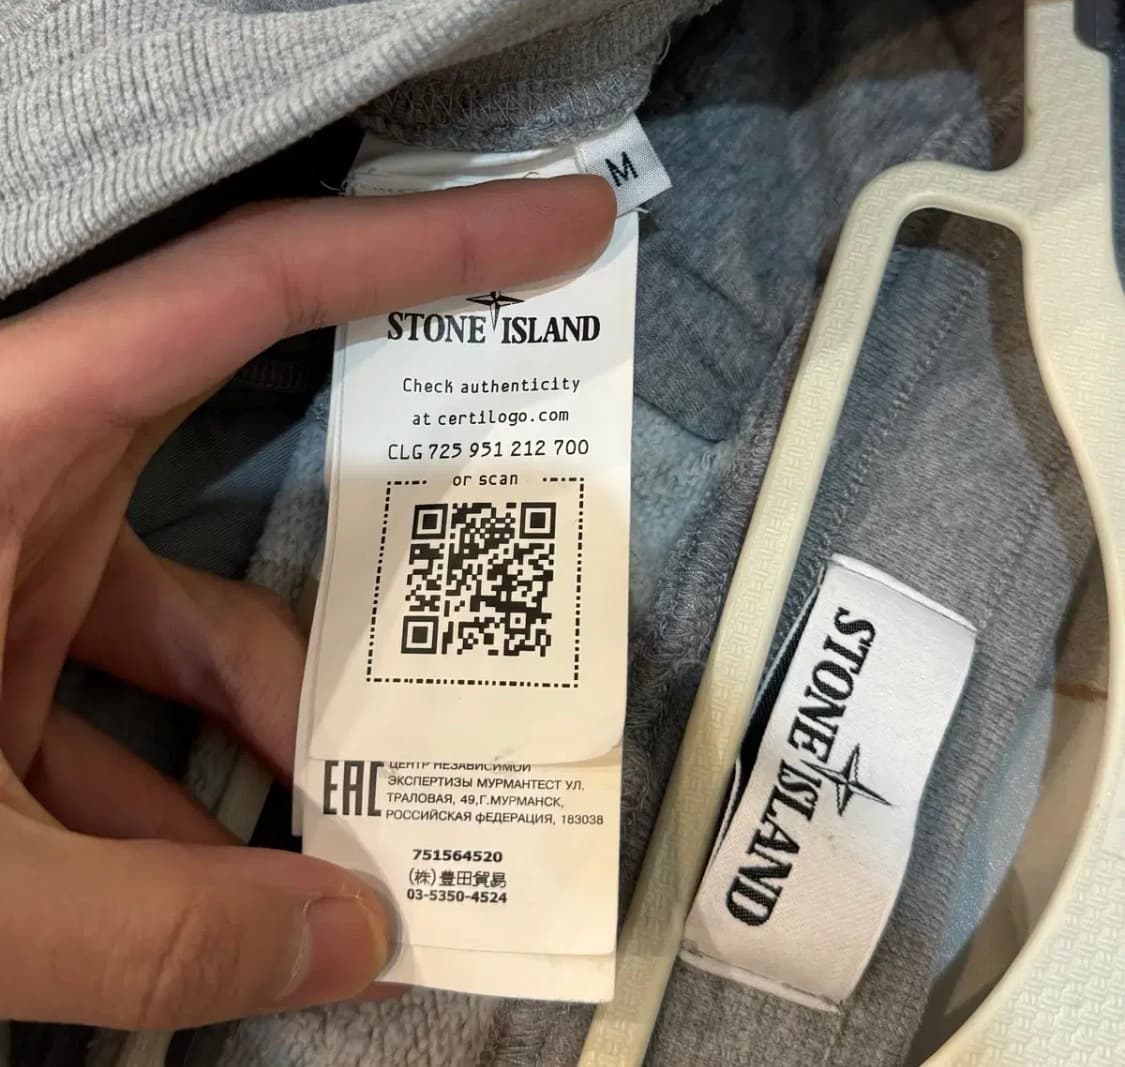 M
STONE ISLAND
Check authenticity
at certilogo.com
CLG 725 951 212 700
or scan
EAC
ЦЕНТР НЕЗАВИСИМОЙ
ЭКСПЕРТИЗЫ МУРМАНТЕСТ УЛ.
ТРАЛОВАЯ, 49,Г.МУРМАНСК,
РОССИЙСКАЯ ФЕДЕРАЦИЯ, 183038
751564520
(株)豊田貿易
03-5350-4524
STONE ISLAND